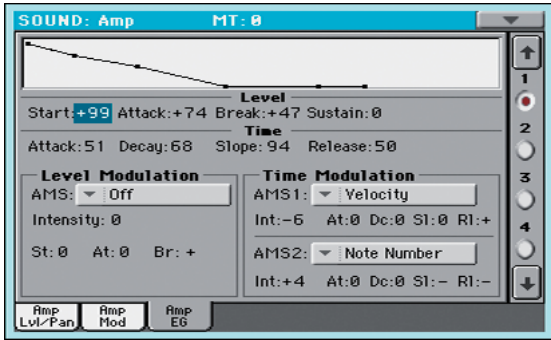 SOUND: Amp MT: 0
Level
Start:+99 Attack:+74 Break:+47 Sustain:0
Time
Attack:51 Decay:68 Slope:94 Release:50
Level Modulation
AMS: Off
Intensity: 0
St:0 At:0 Br: +
Time Modulation
AMS1: Velocity
Int:-6 At:0 Dc:0 Sl:0 Rl:+
AMS2: Note Number
Int:+4 At:0 Dc:0 Sl:- Rl:-
1
2
3
4
Amp Lvl/Pan
Amp Mod
Amp EG